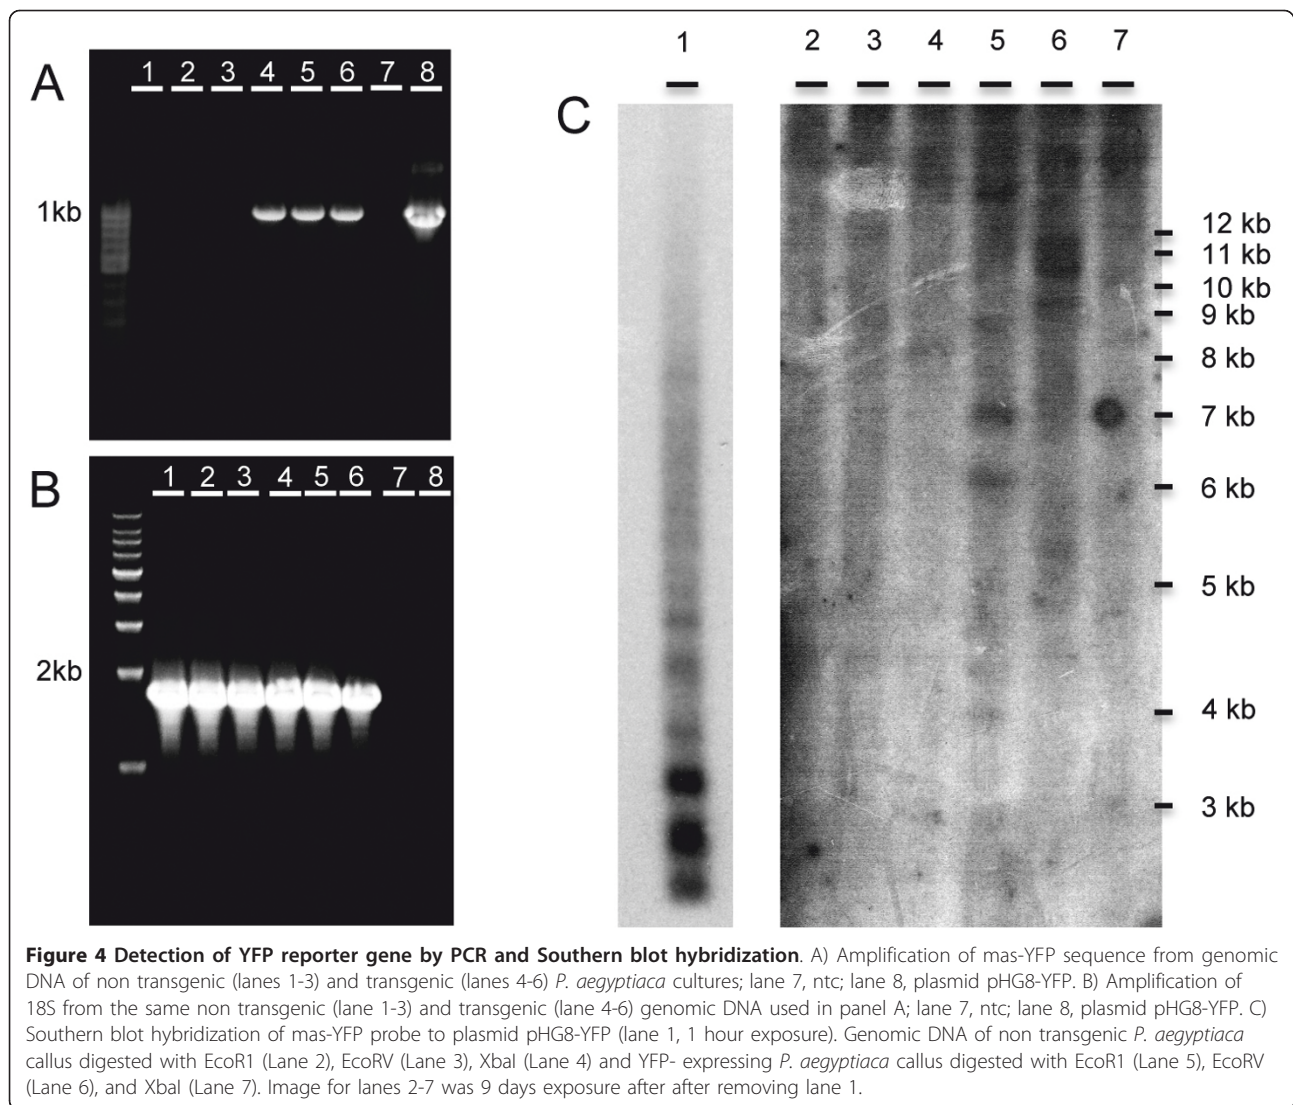 A
1 2 3 4 5 6 7 8
1kb
B
1 2 3 4 5 6 7 8
2kb
C
1 2 3 4 5 6 7
12 kb
11 kb
10 kb
9 kb
8 kb
7 kb
6 kb
5 kb
4 kb
3 kb
Figure 4 Detection of YFP reporter gene by PCR and Southern blot hybridization. A) Amplification of mas-YFP sequence from genomic
DNA of non transgenic (lanes 1-3) and transgenic (lanes 4-6) P. aegyptiaca cultures; lane 7, ntc; lane 8, plasmid pHG8-YFP. B) Amplification of
18S from the same non transgenic (lane 1-3) and transgenic (lane 4-6) genomic DNA used in panel A; lane 7, ntc; lane 8, plasmid pHG8-YFP. C)
Southern blot hybridization of mas-YFP probe to plasmid pHG8-YFP (lane 1, 1 hour exposure). Genomic DNA of non transgenic P. aegyptiaca
callus digested with EcoR1 (Lane 2), EcoRV (Lane 3), XbaI (Lane 4) and YFP- expressing P. aegyptiaca callus digested with EcoR1 (Lane 5), EcoRV
(Lane 6), and XbaI (Lane 7). Image for lanes 2-7 was 9 days exposure after after removing lane 1.